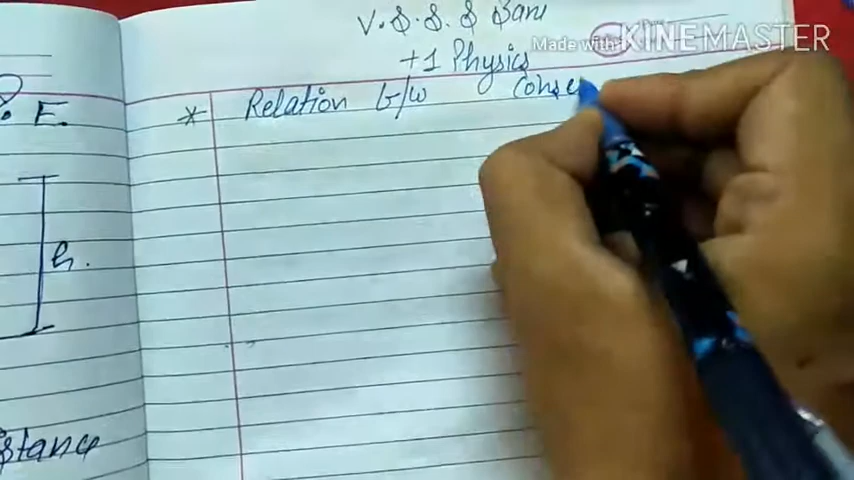 V.S.S.S Bani
+1 Physics
Made with KINEMASTER
* Relation b/w Conse
P.E.
h.
stance